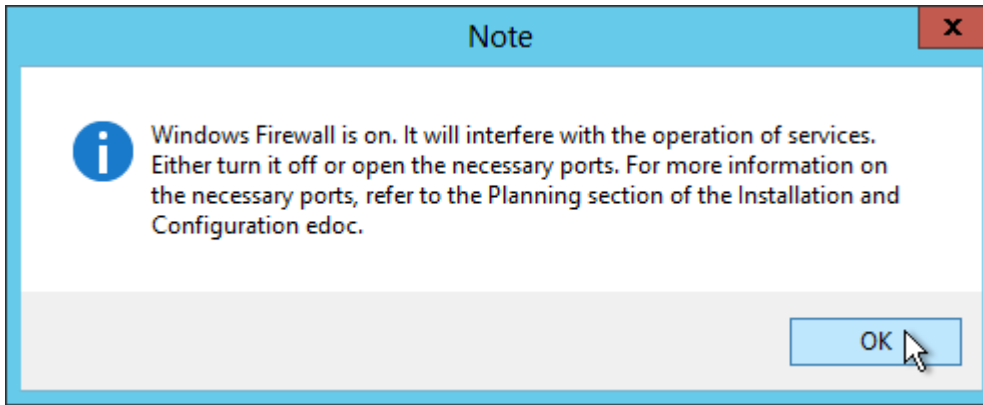 Note
Windows Firewall is on. It will interfere with the operation of services.
Either turn it off or open the necessary ports. For more information on
the necessary ports, refer to the Planning section of the Installation and
Configuration edoc.
OK